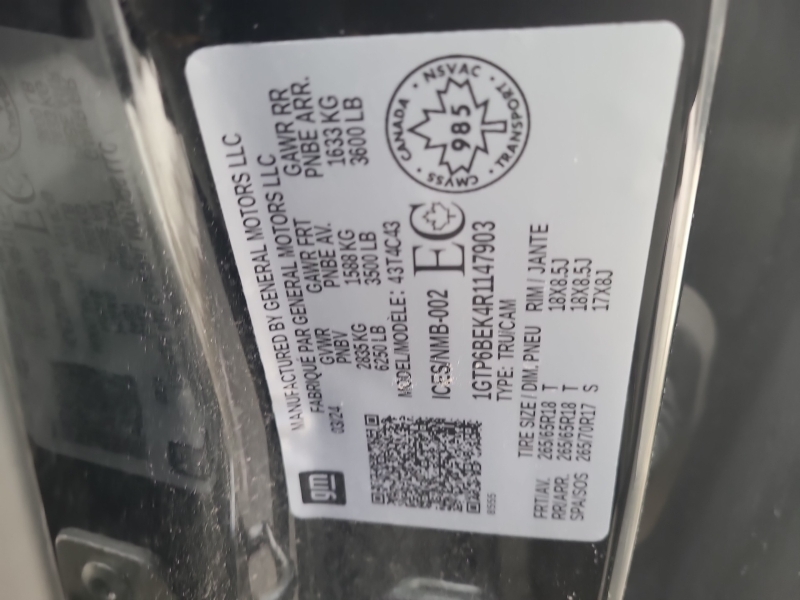 gm
MANUFACTURED BY GENERAL MOTORS LLC
FABRIQUÉ PAR GENERAL MOTORS LLC
03/24 GVWR GAWR FRT GAWR RR
PNBV PNBE AV. PNBE ARR.
2835 KG 1588 KG 1633 KG
6250 LB 3500 LB 3600 LB
MODEL/MODÈLE: 43T4C43
ICES/NMB-002 EC
CANADA · NSVAC · TRANSPORT · CMVSS
985
1GTP6BEK4R1147903
TYPE: TRU/CAM
TIRE SIZE / DIM. PNEU RIM / JANTE
FRT/AV. 265/65R18 T 18X8.5J
RR/ARR. 265/65R18 T 18X8.5J
SPA/SOS 265/70R17 S 17X8J